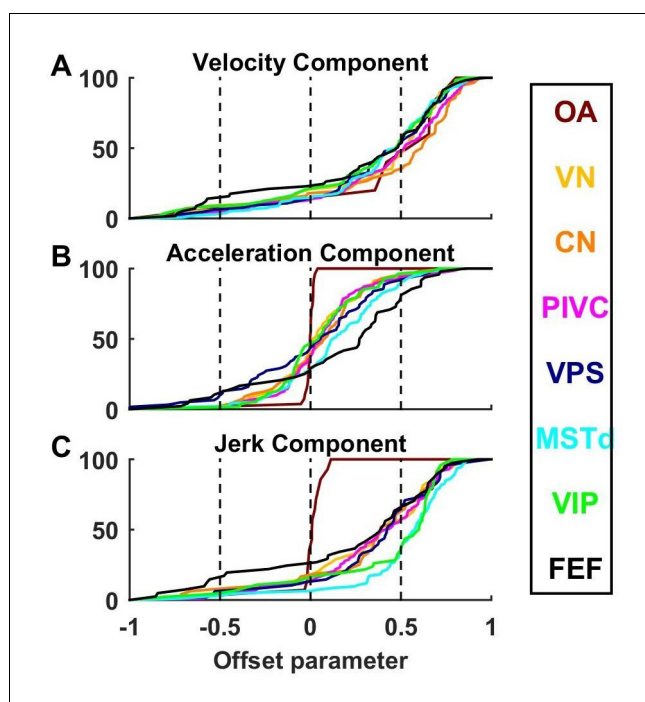 A Velocity Component
100
50
0
B Acceleration Component
100
50
0
C Jerk Component
100
50
0
-1 -0.5 0 0.5 1
Offset parameter
OA
VN
CN
PIVC
VPS
MSTd
VIP
FEF